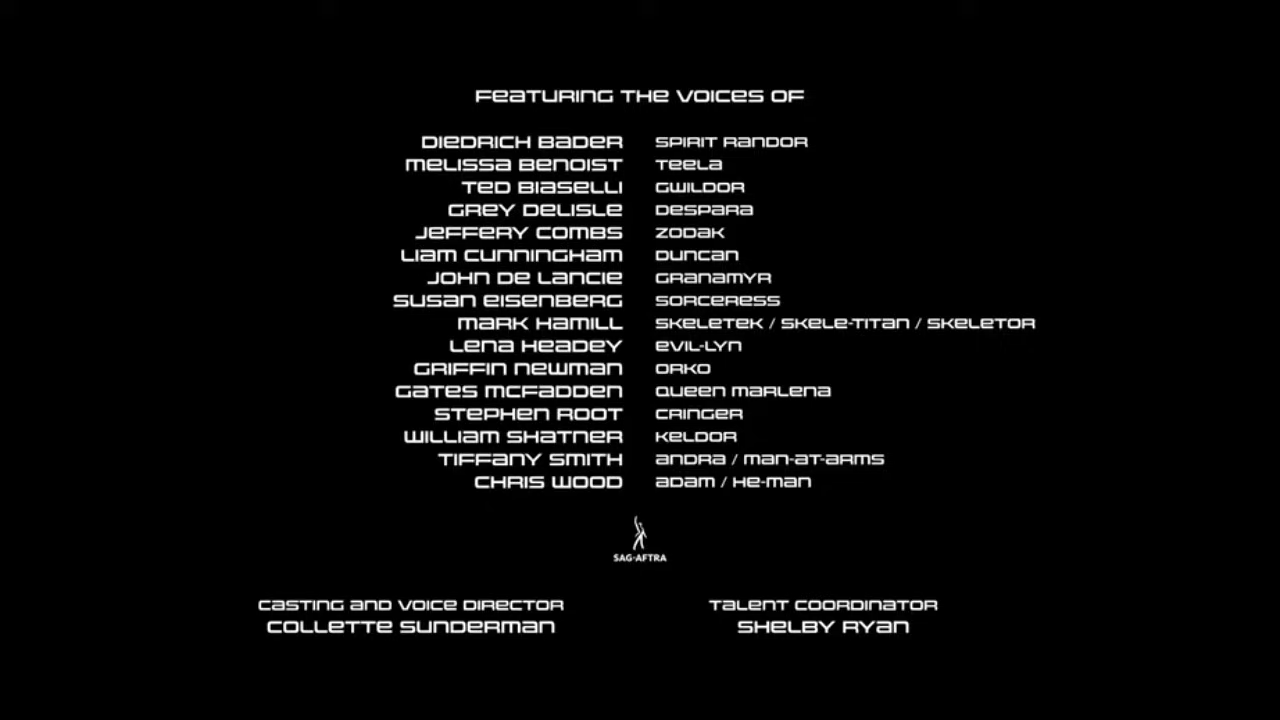 FEATURING THE VOICES OF
DIEDRICH BADER SPIRIT RANDOR
MELISSA BENOIST TEELA
TED BIASELLI GWILDOR
GREY DELISLE DESPARA
JEFFERY COMBS ZODAK
LIAM CUNNINGHAM DUNCAN
JOHN DE LANCIE GRANAMYR
SUSAN EISENBERG SORCERESS
MARK HAMILL SKELETEK / SKELE-TITAN / SKELETOR
LENA HEADEY EVIL-LYN
GRIFFIN NEWMAN ORKO
GATES MCFADDEN QUEEN MARLENA
STEPHEN ROOT CRINGER
WILLIAM SHATNER KELDOR
TIFFANY SMITH ANDRA / MAN-AT-ARMS
CHRIS WOOD ADAM / HE-MAN
SAG-AFTRA
CASTING AND VOICE DIRECTOR
COLLETTE SUNDERMAN
TALENT COORDINATOR
SHELBY RYAN